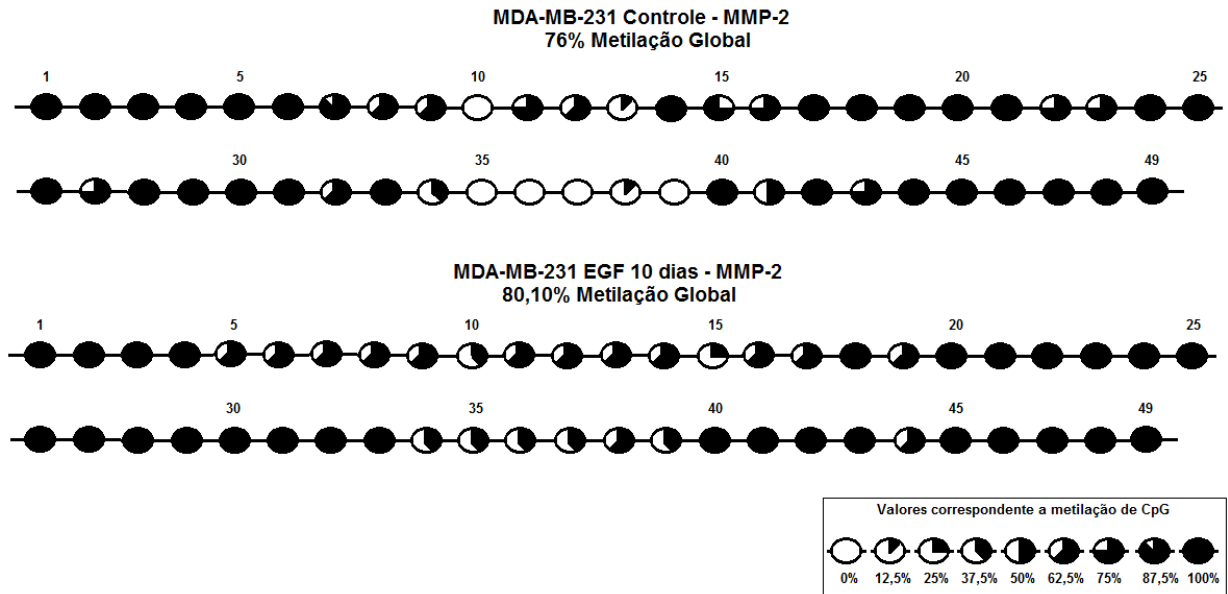 MDA-MB-231 Controle - MMP-2
76% Metilação Global
1 5 10 15 20 25
30 35 40 45 49
MDA-MB-231 EGF 10 dias - MMP-2
80,10% Metilação Global
1 5 10 15 20 25
30 35 40 45 49
Valores correspondente a metilação de CpG
0% 12,5% 25% 37,5% 50% 62,5% 75% 87,5% 100%